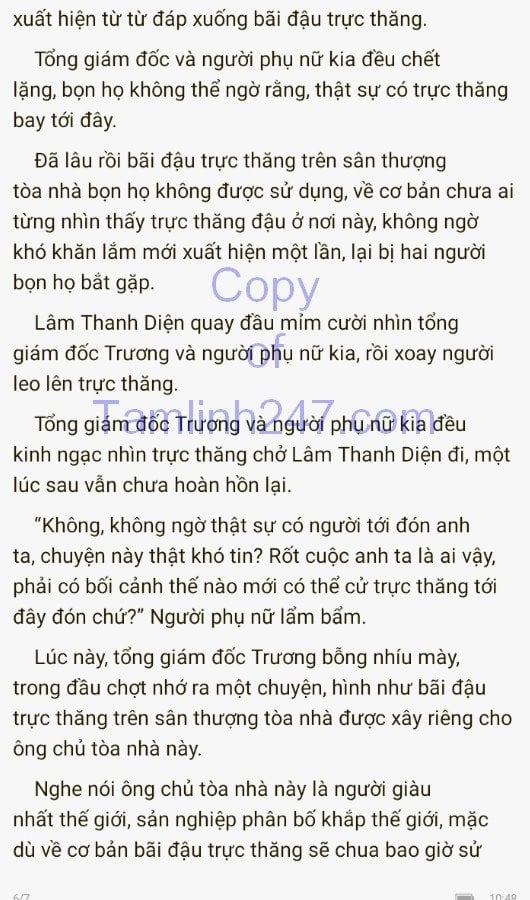 xuất hiện từ từ đáp xuống bãi đậu trực thăng.
Tổng giám đốc và người phụ nữ kia đều chết
lặng, bọn họ không thể ngờ rằng, thật sự có trực thăng
bay tới đây.
Đã lâu rồi bãi đậu trực thăng trên sân thượng
tòa nhà bọn họ không được sử dụng, về cơ bản chưa ai
từng nhìn thấy trực thăng đậu ở nơi này, không ngờ
khó khăn lắm mới xuất hiện một lần, lại bị hai người
bọn họ bắt gặp.
Copy
Lâm Thanh Diện quay đầu mỉm cười nhìn tổng
of
giám đốc Trương và người phụ nữ kia, rồi xoay người
leo lên trực thăng.
Tamlinh247.com
Tổng giám đốc Trương và người phụ nữ kia đều
kinh ngạc nhìn trực thăng chở Lâm Thanh Diện đi, một
lúc sau vẫn chưa hoàn hồn lại.
“Không, không ngờ thật sự có người tới đón anh
ta, chuyện này thật khó tin? Rốt cuộc anh ta là ai vậy,
phải có bối cảnh thế nào mới có thể cử trực thăng tới
đây đón chứ?” Người phụ nữ lẩm bẩm.
Lúc này, tổng giám đốc Trương bỗng nhíu mày,
trong đầu chợt nhớ ra một chuyện, hình như bãi đậu
trực thăng trên sân thượng tòa nhà được xây riêng cho
ông chủ tòa nhà này.
Nghe nói ông chủ tòa nhà này là người giàu
nhất thế giới, sản nghiệp phân bố khắp thế giới, mặc
dù về cơ bản bãi đậu trực thăng sẽ chua bao giờ sử
6/7
10:48